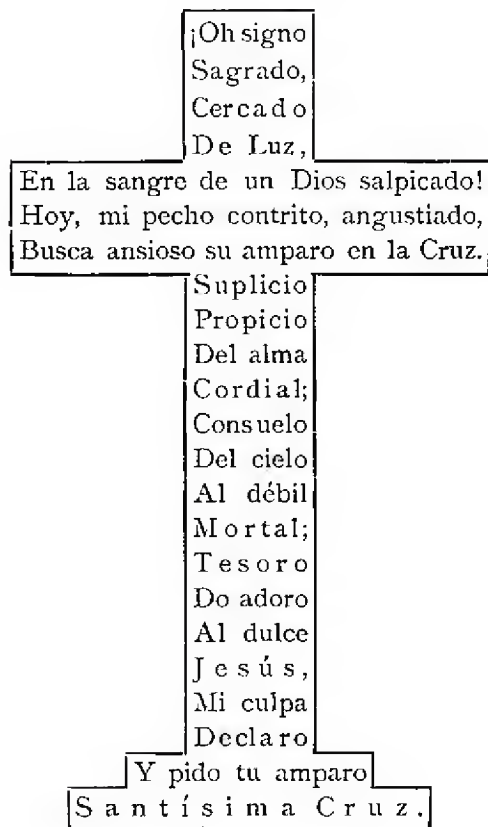 ¡Oh signo
Sagrado,
Cercado
De Luz,
En la sangre de un Dios salpicado!
Hoy, mi pecho contrito, angustiado,
Busca ansioso su amparo en la Cruz.
Suplicio
Propicio
Del alma
Cordial;
Consuelo
Del cielo
Al débil
Mortal;
Tesoro
Do adoro
Al dulce
Jesús,
Mi culpa
Declaro
Y pido tu amparo
Santísima Cruz.